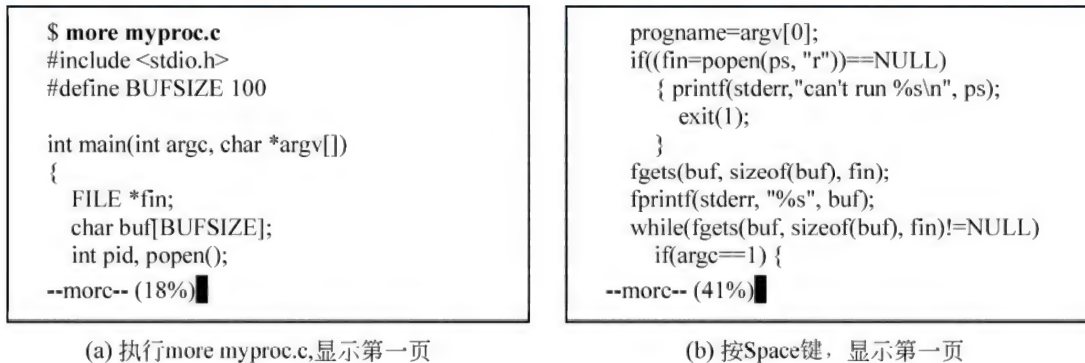 $ more myproc.c
#include <stdio.h>
#define BUFSIZE 100
int main(int argc, char *argv[])
{
FILE *fin;
char buf[BUFSIZE];
int pid, popen();
--more-- (18%)
(a) 执行more myproc.c,显示第一页
progname=argv[0];
if((fin=popen(ps, "r"))==NULL)
{ printf(stderr,"can't run %s\n", ps);
exit(1);
}
fgets(buf, sizeof(buf), fin);
fprintf(stderr, "%s", buf);
while(fgets(buf, sizeof(buf), fin)!=NULL)
if(argc==1) {
--more-- (41%)
(b) 按Space键，显示第一页